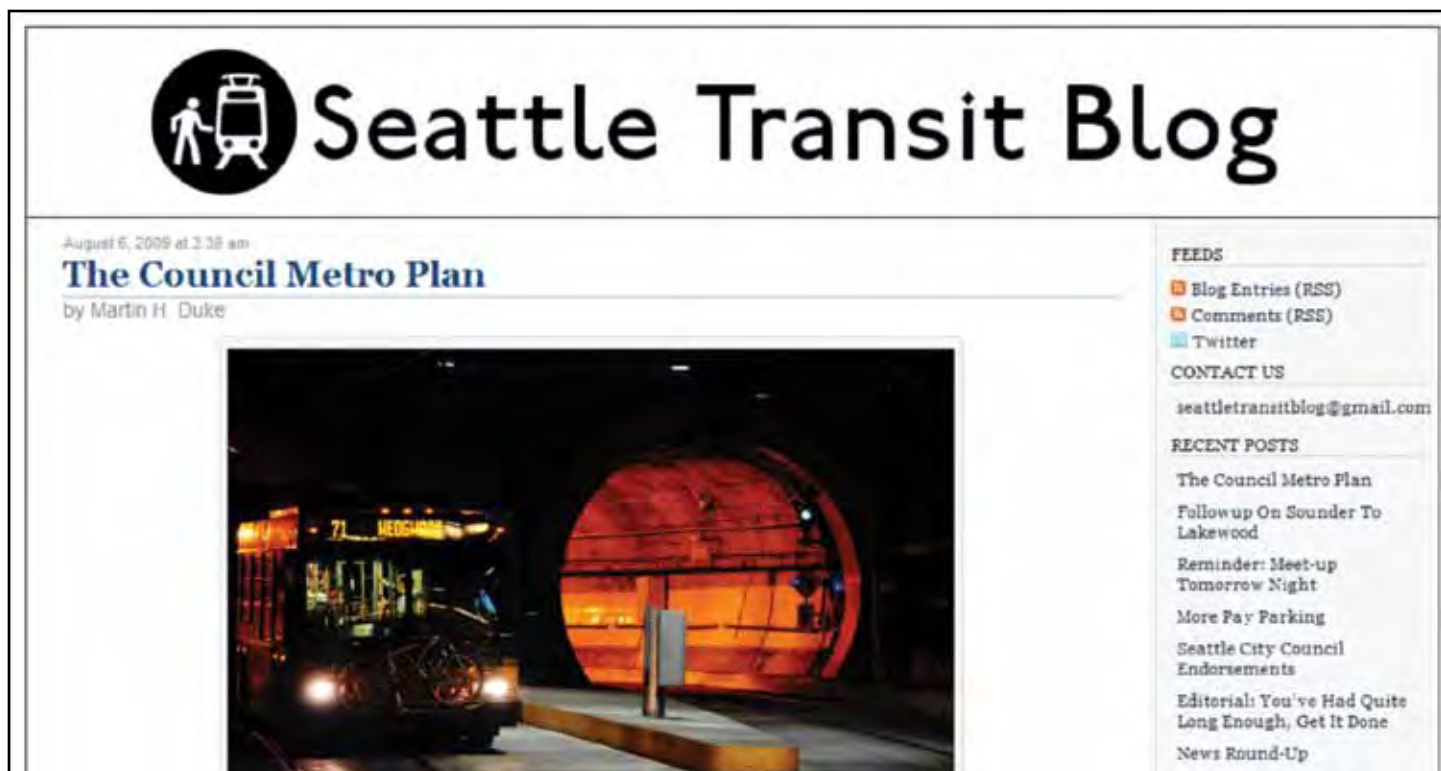 Seattle Transit Blog
August 6, 2009 at 2:39 am
The Council Metro Plan
by Martin H. Duke
71 WEDGWOOD
FEEDS
Blog Entries (RSS)
Comments (RSS)
Twitter
CONTACT US
seattletransitblog@gmail.com
RECENT POSTS
The Council Metro Plan
Followup On Sounder To
Lakewood
Reminder: Meet-up
Tomorrow Night
More Pay Parking
Seattle City Council
Endorsements
Editorial: You've Had Quite
Long Enough, Get It Done
News Round-Up